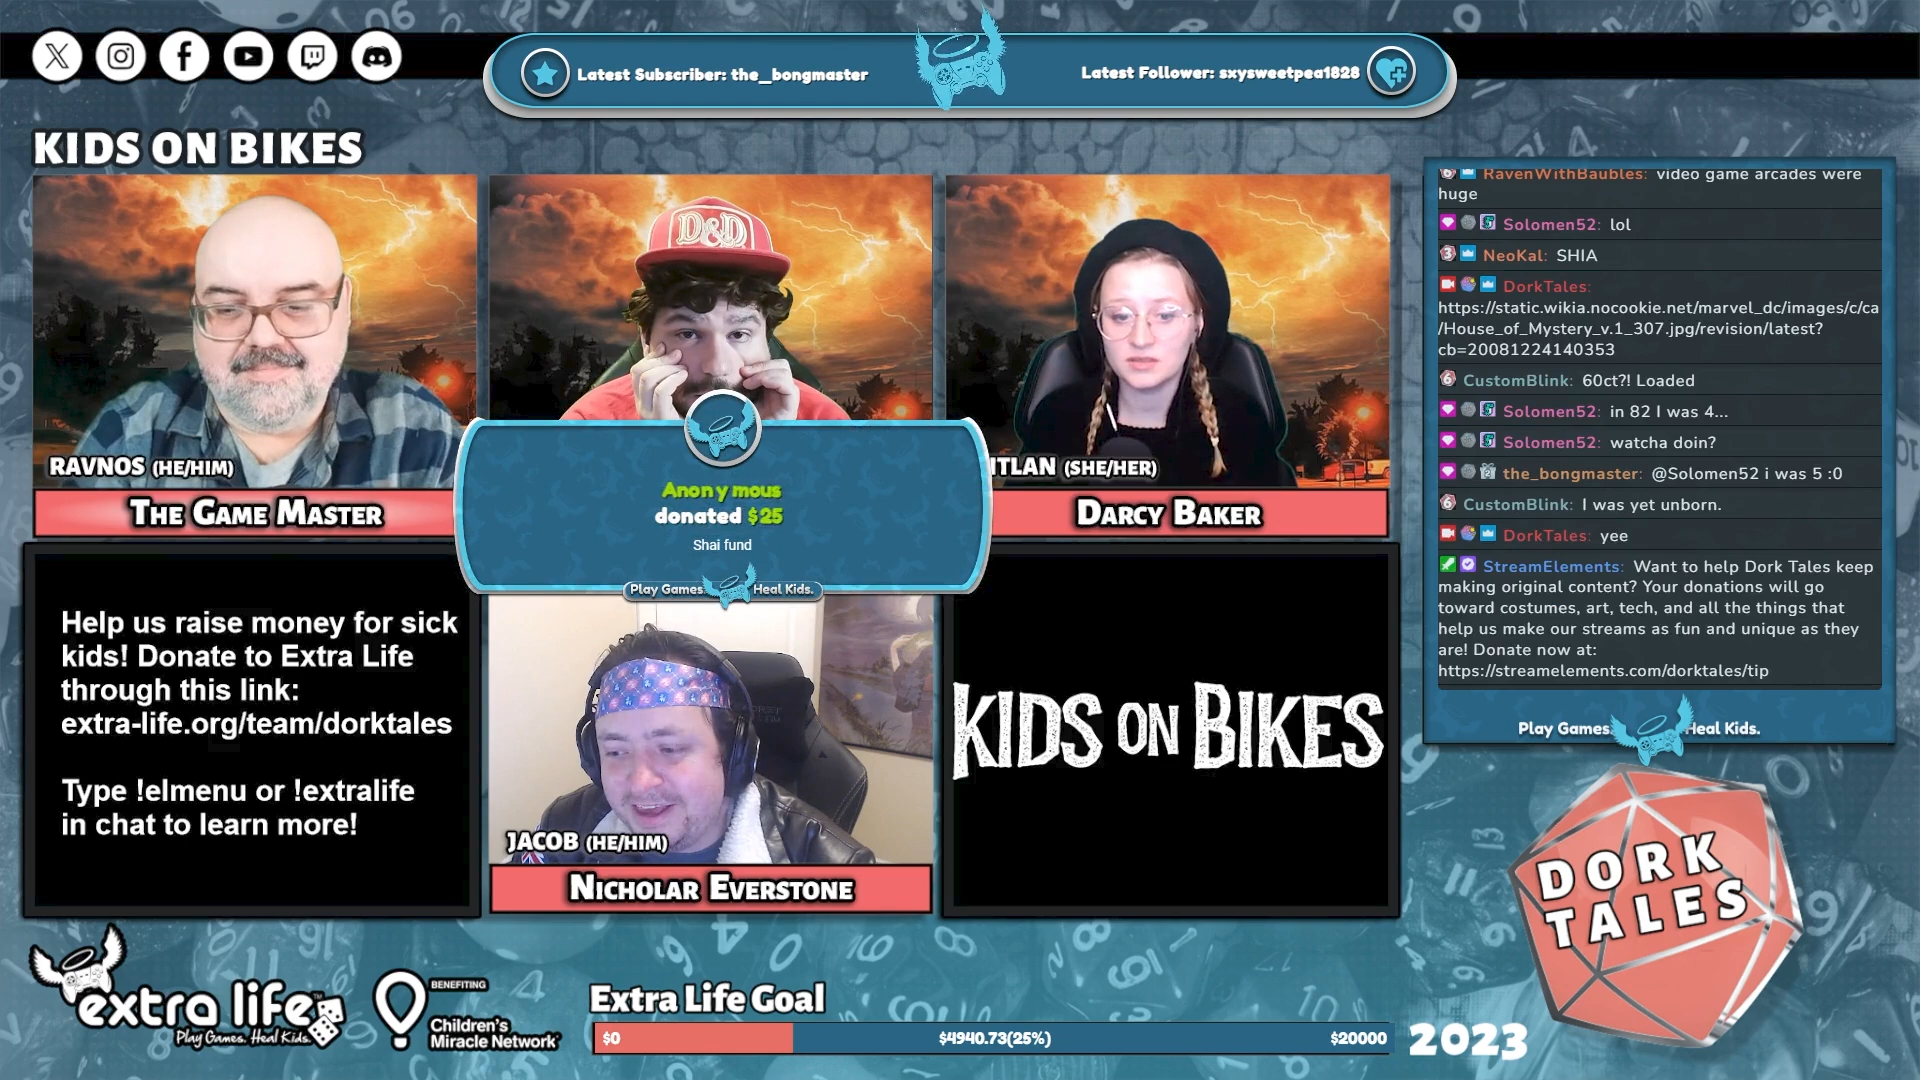 Latest Subscriber: the_bongmaster
Latest Follower: sxysweetpea1828
KIDS ON BIKES
D&D
RAVNOS (HE/HIM)
THE GAME MASTER
ITLAN (SHE/HER)
DARCY BAKER
Anonymous
donated $25
Shai fund
Play Games. Heal Kids.
Help us raise money for sick
kids! Donate to Extra Life
through this link:
extra-life.org/team/dorktales
Type !elmenu or !extralife
in chat to learn more!
JACOB (HE/HIM)
NICHOLAR EVERSTONE
KIDS ON BIKES
RavenWithBaubles: video game arcades were
huge
Solomen52: lol
NeoKal: SHIA
DorkTales:
https://static.wikia.nocookie.net/marvel_dc/images/c/ca
/House_of_Mystery_v.1_307.jpg/revision/latest?
cb=20081224140353
CustomBlink: 60ct?! Loaded
Solomen52: in 82 I was 4...
Solomen52: watcha doin?
the_bongmaster: @Solomen52 i was 5 :0
CustomBlink: I was yet unborn.
DorkTales: yee
StreamElements: Want to help Dork Tales keep
making original content? Your donations will go
toward costumes, art, tech, and all the things that
help us make our streams as fun and unique as they
are! Donate now at:
https://streamelements.com/dorktales/tip
Play Games. Heal Kids.
DORK
TALES
extra life
Play Games. Heal Kids.
BENEFITING
Children's
Miracle Network
Extra Life Goal
$0 $4940.73(25%) $20000
2023